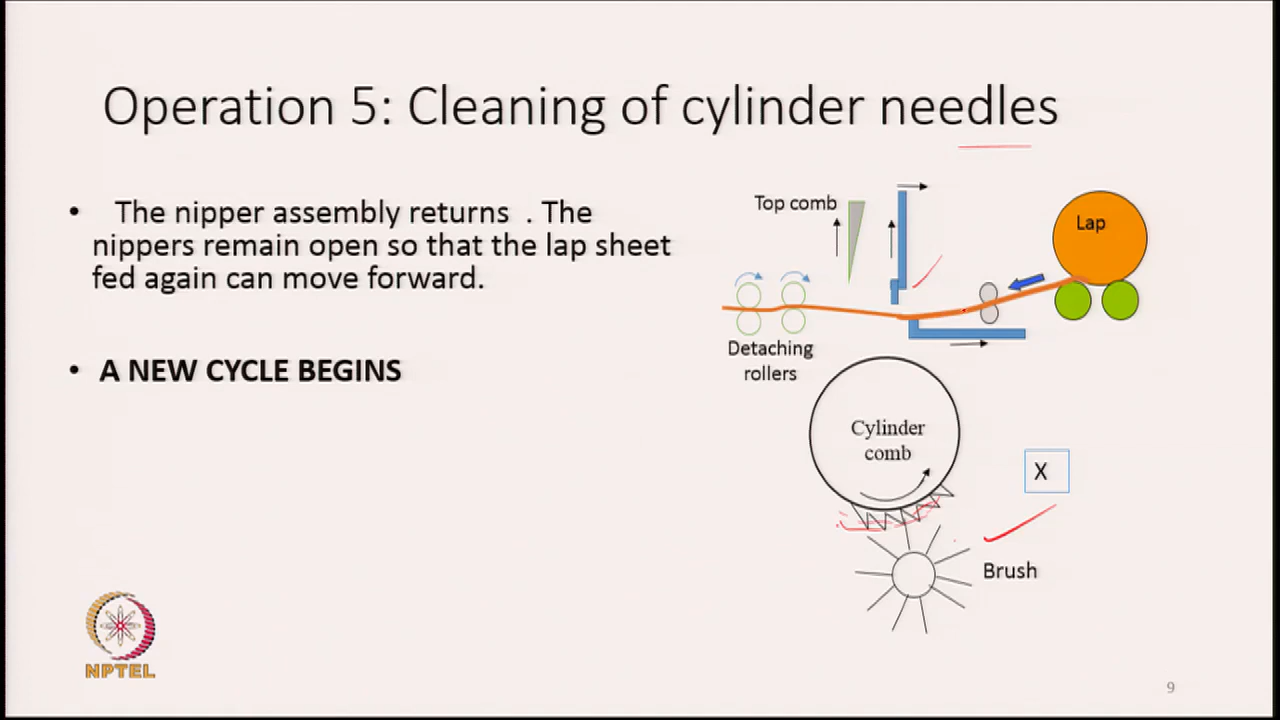 Operation 5: Cleaning of cylinder needles
• The nipper assembly returns . The
nippers remain open so that the lap sheet
fed again can move forward.
• A NEW CYCLE BEGINS
Top comb
Lap
Detaching
rollers
Cylinder
comb
X
Brush
NPTEL
9